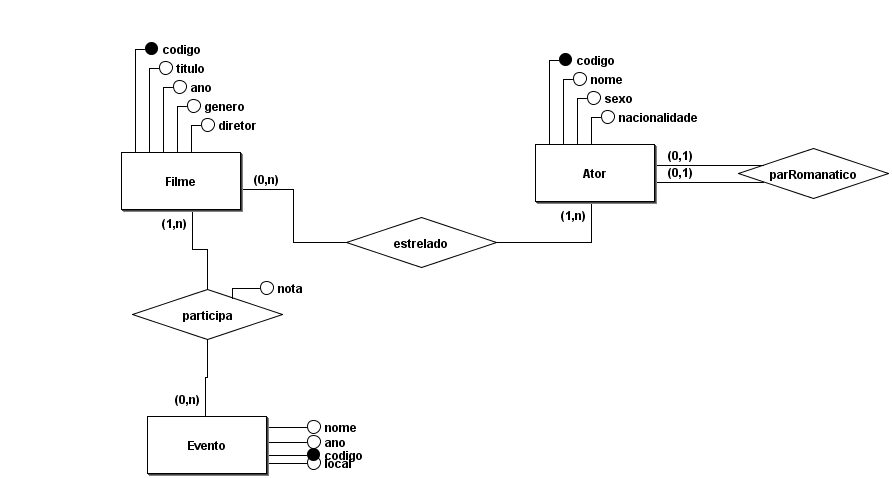 codigo
titulo
ano
genero
diretor
Filme
(0,n)
(1,n)
codigo
nome
sexo
nacionalidade
Ator
(0,1)
(0,1)
parRomanatico
(1,n)
estrelado
nota
participa
(0,n)
Evento
nome
ano
codigo
local